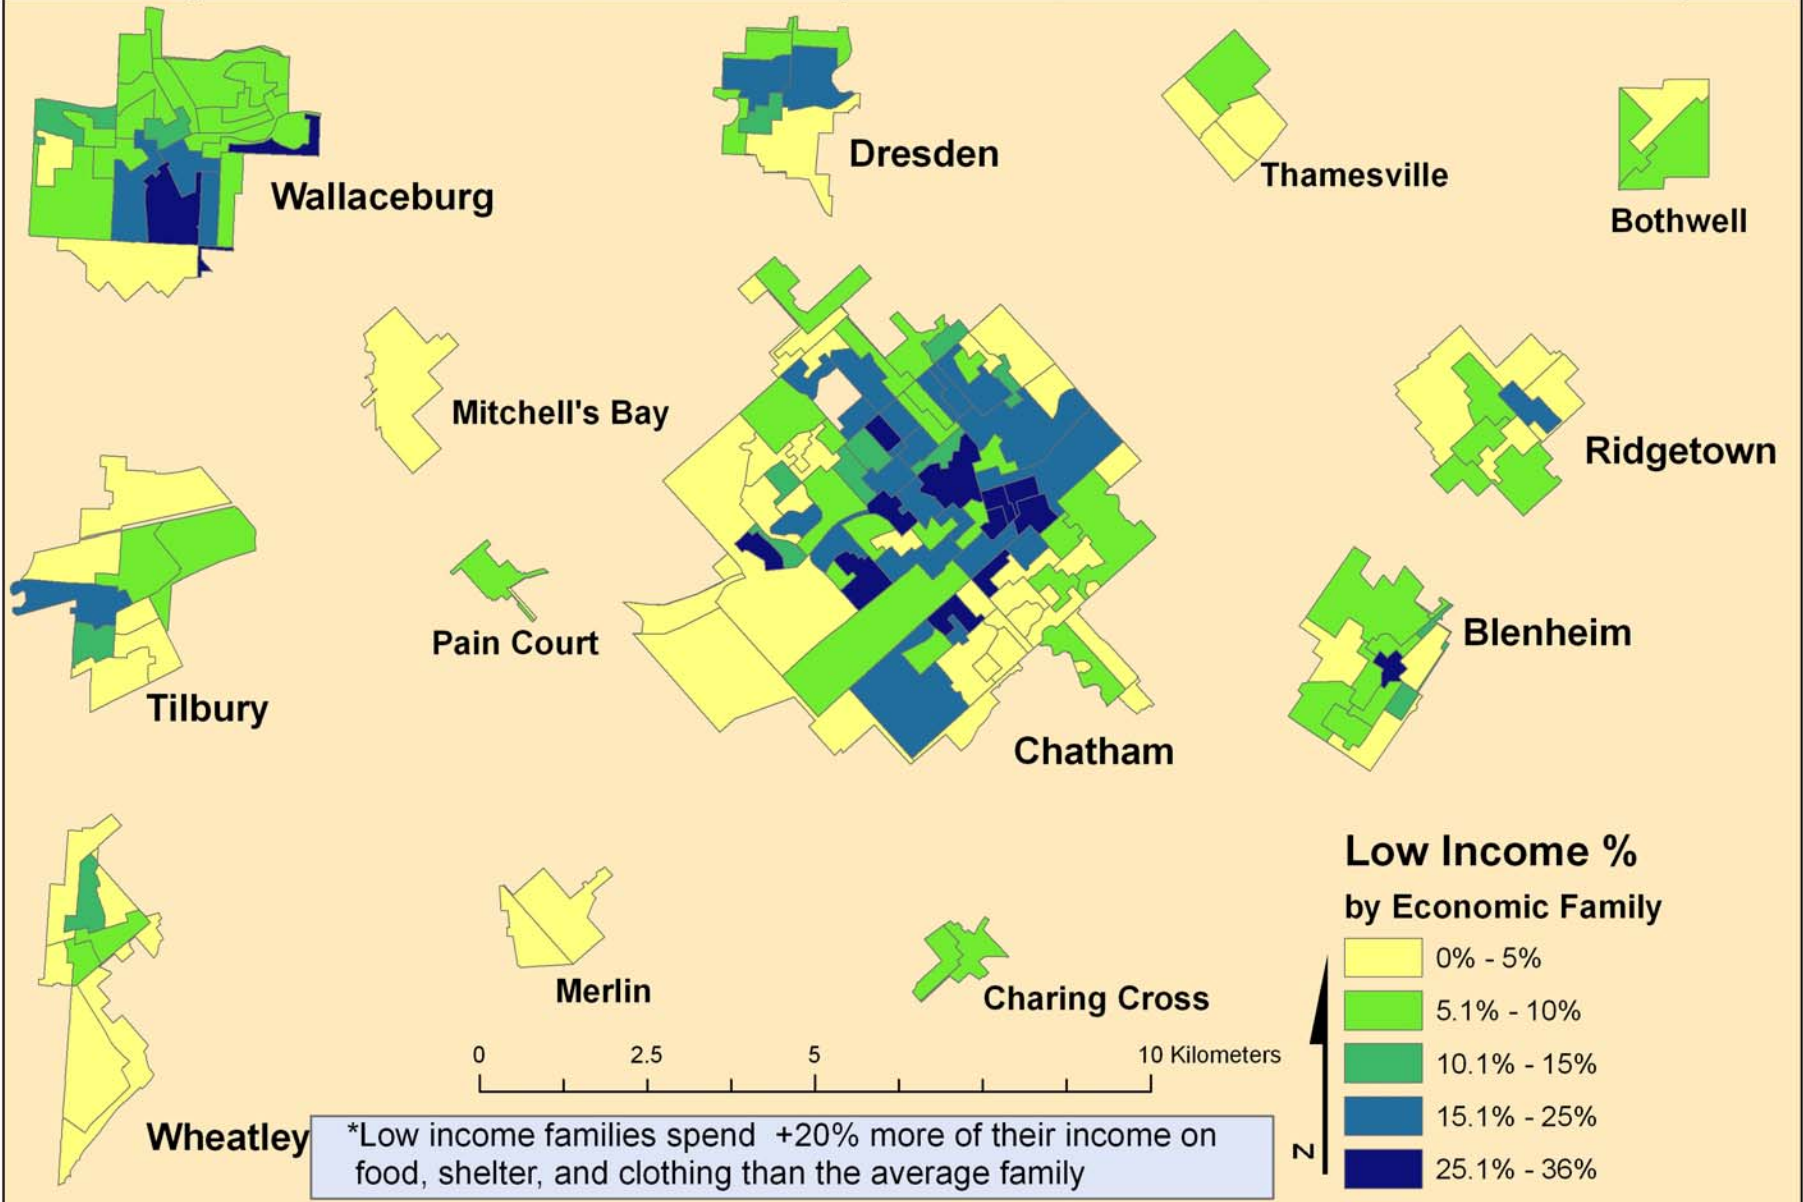 Wallaceburg
Dresden
Thamesville
Bothwell
Mitchell's Bay
Ridgetown
Pain Court
Tilbury
Blenheim
Chatham
Wheatley
Merlin
Charing Cross
Low Income %
by Economic Family
0% - 5%
5.1% - 10%
10.1% - 15%
15.1% - 25%
25.1% - 36%
N
0 2.5 5 10 Kilometers
*Low income families spend +20% more of their income on
food, shelter, and clothing than the average family